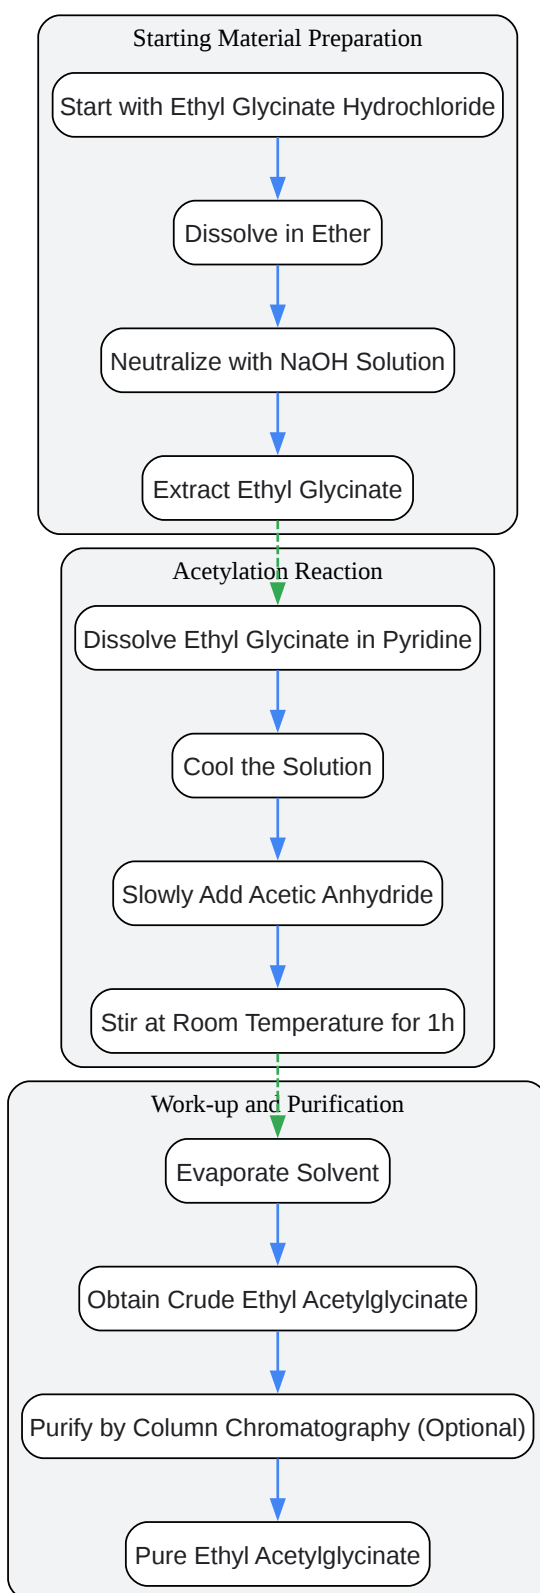 Starting Material Preparation
Start with Ethyl Glycinate Hydrochloride
Dissolve in Ether
Neutralize with NaOH Solution
Extract Ethyl Glycinate
Acetylation Reaction
Dissolve Ethyl Glycinate in Pyridine
Cool the Solution
Slowly Add Acetic Anhydride
Stir at Room Temperature for 1h
Work-up and Purification
Evaporate Solvent
Obtain Crude Ethyl Acetylglycinate
Purify by Column Chromatography (Optional)
Pure Ethyl Acetylglycinate